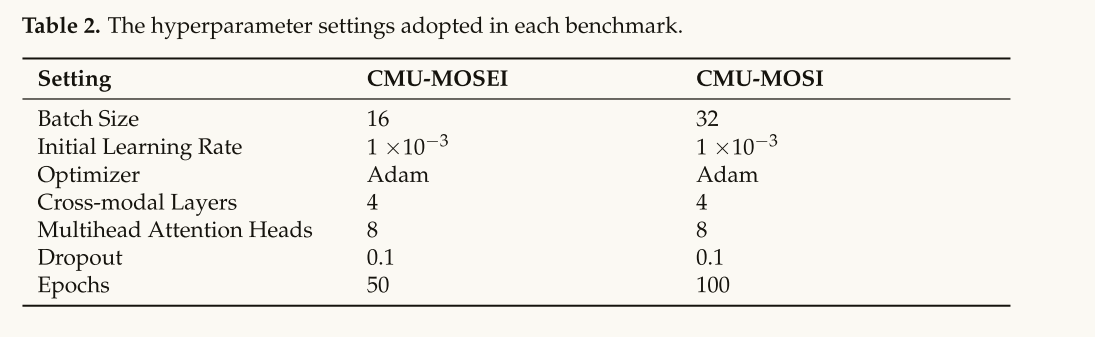 Table 2. The hyperparameter settings adopted in each benchmark.
Setting CMU-MOSEI CMU-MOSI
Batch Size 16 32
Initial Learning Rate 1 ×10⁻³ 1 ×10⁻³
Optimizer Adam Adam
Cross-modal Layers 4 4
Multihead Attention Heads 8 8
Dropout 0.1 0.1
Epochs 50 100